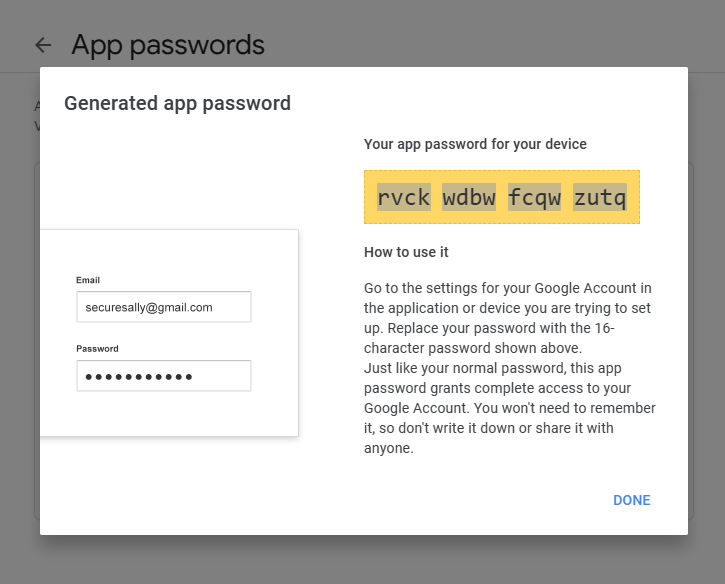 App passwords
Generated app password
Your app password for your device
rvck wdbw fcqw zutq
How to use it
Go to the settings for your Google Account in
the application or device you are trying to set
up. Replace your password with the 16-
character password shown above.
Just like your normal password, this app
password grants complete access to your
Google Account. You won't need to remember
it, so don't write it down or share it with
anyone.
Email
securesally@gmail.com
Password
DONE